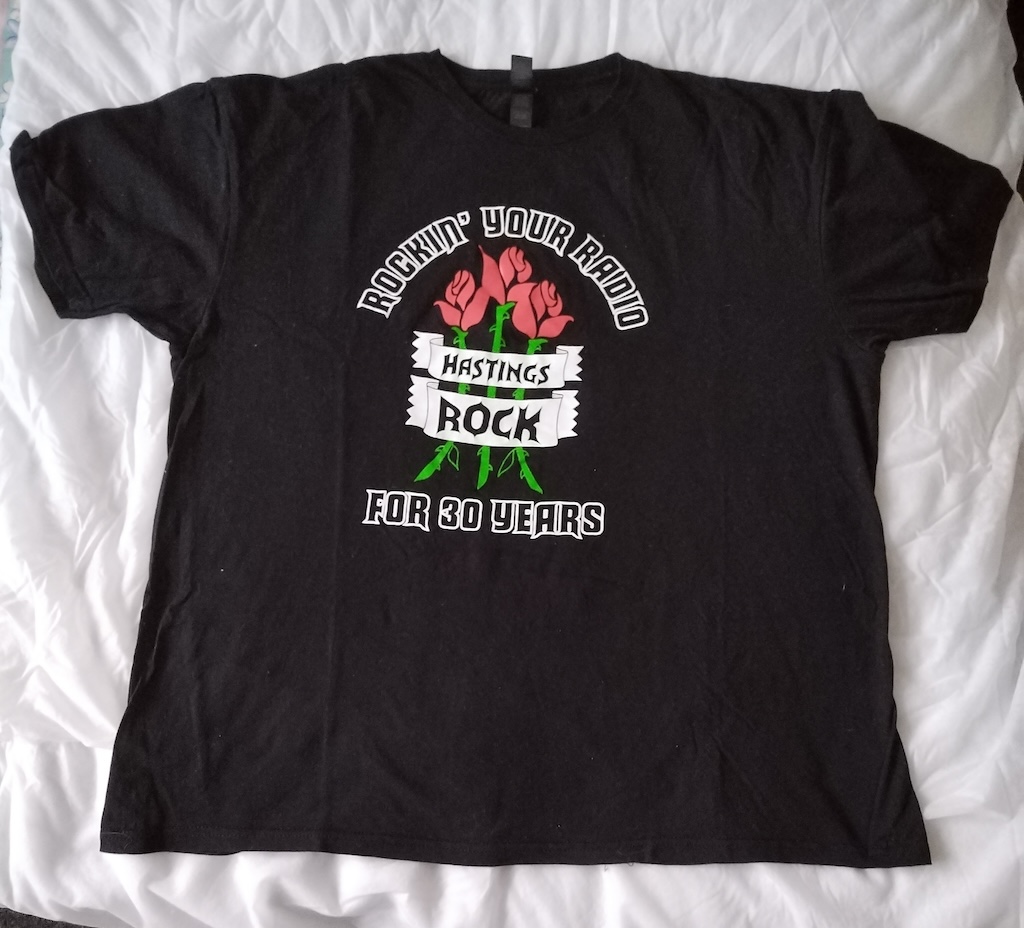 ROCKIN' YOUR RADIO
HASTINGS
ROCK
FOR 30 YEARS